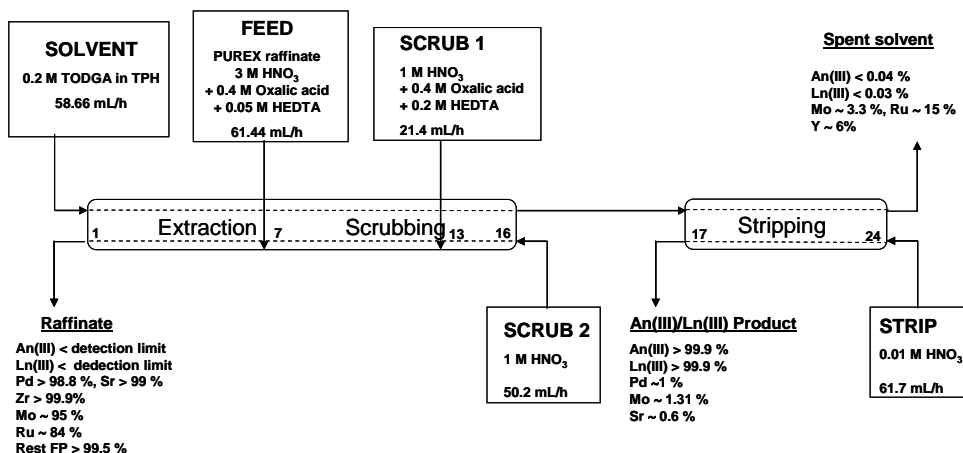 SOLVENT
0.2 M TODGA in TPH
58.66 mL/h
FEED
PUREX raffinate
3 M HNO₃
+ 0.4 M Oxalic acid
+ 0.05 M HEDTA
61.44 mL/h
SCRUB 1
1 M HNO₃
+ 0.4 M Oxalic acid
+ 0.2 M HEDTA
21.4 mL/h
Spent solvent
An(III) < 0.04 %
Ln(III) < 0.03 %
Mo ~ 3.3 %, Ru ~ 15 %
Y ~ 6%
1 Extraction 7 Scrubbing 13 16
17 Stripping 24
Raffinate
An(III) < detection limit
Ln(III) < dedection limit
Pd > 98.8 %, Sr > 99 %
Zr > 99.9%
Mo ~ 95 %
Ru ~ 84 %
Rest FP > 99.5 %
SCRUB 2
1 M HNO₃
50.2 mL/h
An(III)/Ln(III) Product
An(III) > 99.9 %
Ln(III) > 99.9 %
Pd ~1 %
Mo ~ 1.31 %
Sr ~ 0.6 %
STRIP
0.01 M HNO₃
61.7 mL/h